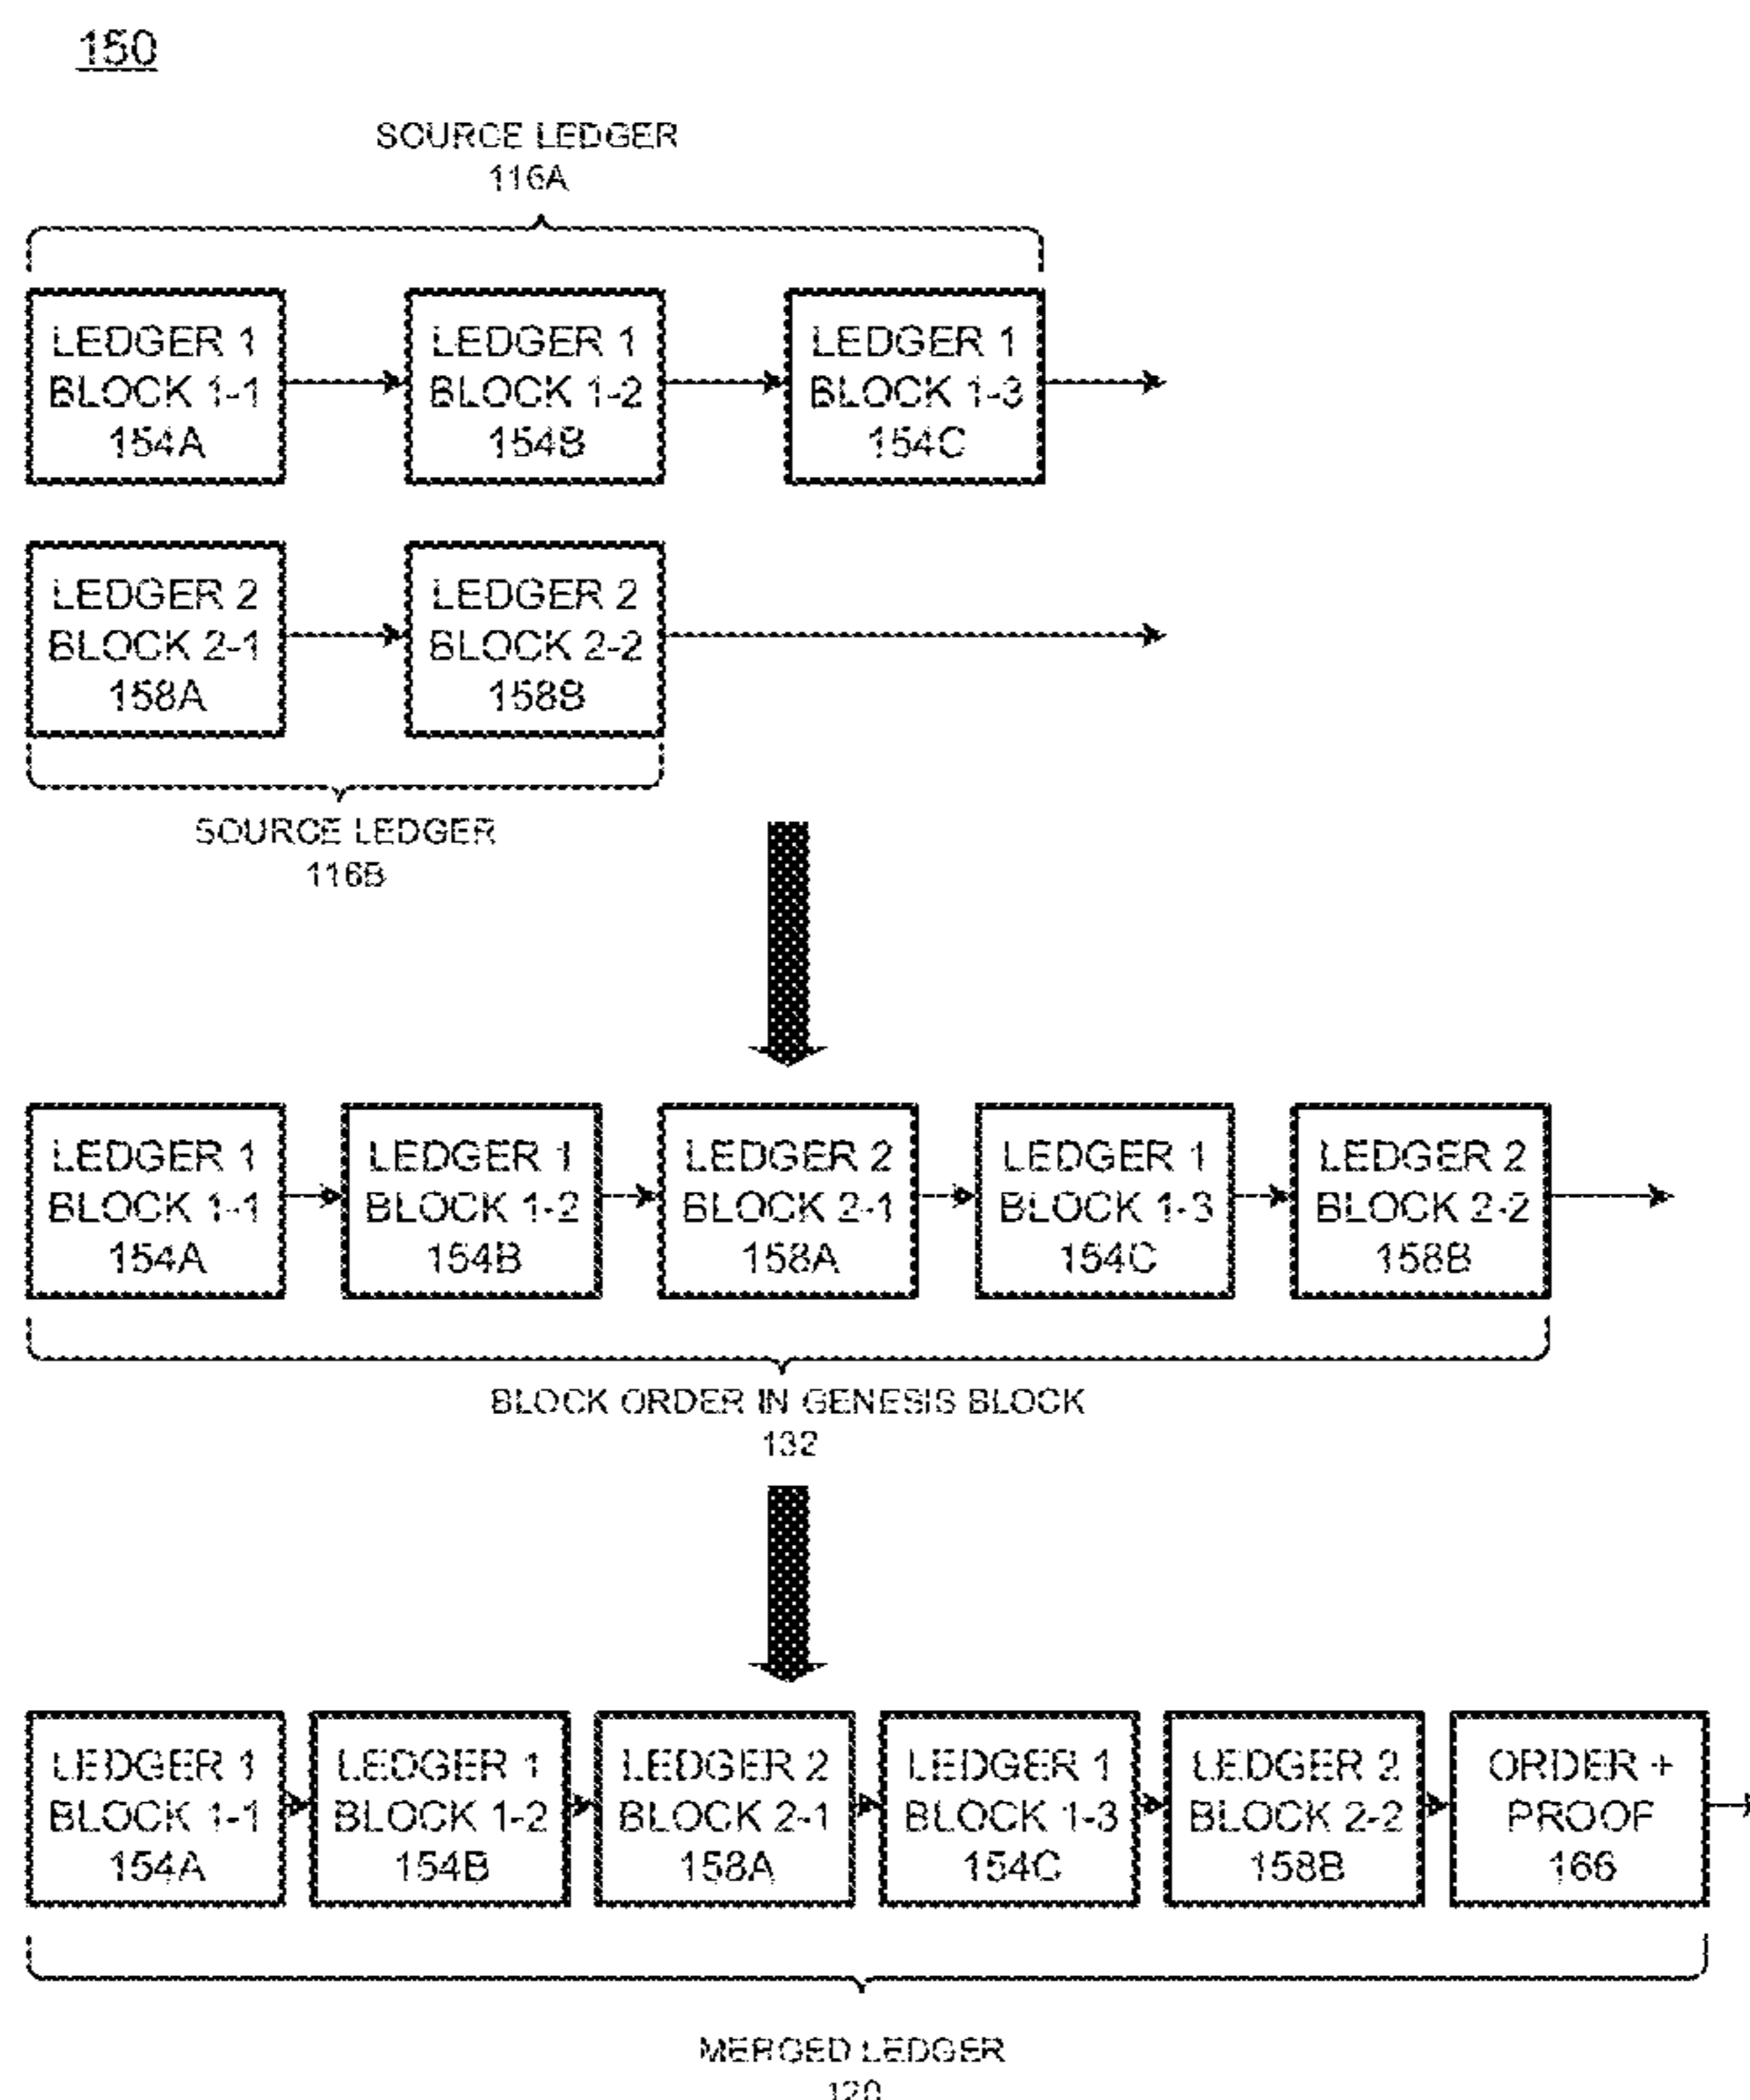 150
SOURCE LEDGER
116A
LEDGER 1
BLOCK 1-1
154A
LEDGER 1
BLOCK 1-2
154B
LEDGER 1
BLOCK 1-3
154C
LEDGER 2
BLOCK 2-1
158A
LEDGER 2
BLOCK 2-2
158B
SOURCE LEDGER
116B
LEDGER 1
BLOCK 1-1
154A
LEDGER 1
BLOCK 1-2
154B
LEDGER 2
BLOCK 2-1
158A
LEDGER 1
BLOCK 1-3
154C
LEDGER 2
BLOCK 2-2
158B
BLOCK ORDER IN GENESIS BLOCK
132
LEDGER 1
BLOCK 1-1
154A
LEDGER 1
BLOCK 1-2
154B
LEDGER 2
BLOCK 2-1
158A
LEDGER 1
BLOCK 1-3
154C
LEDGER 2
BLOCK 2-2
158B
ORDER +
PROOF
166
MERGED LEDGER
120